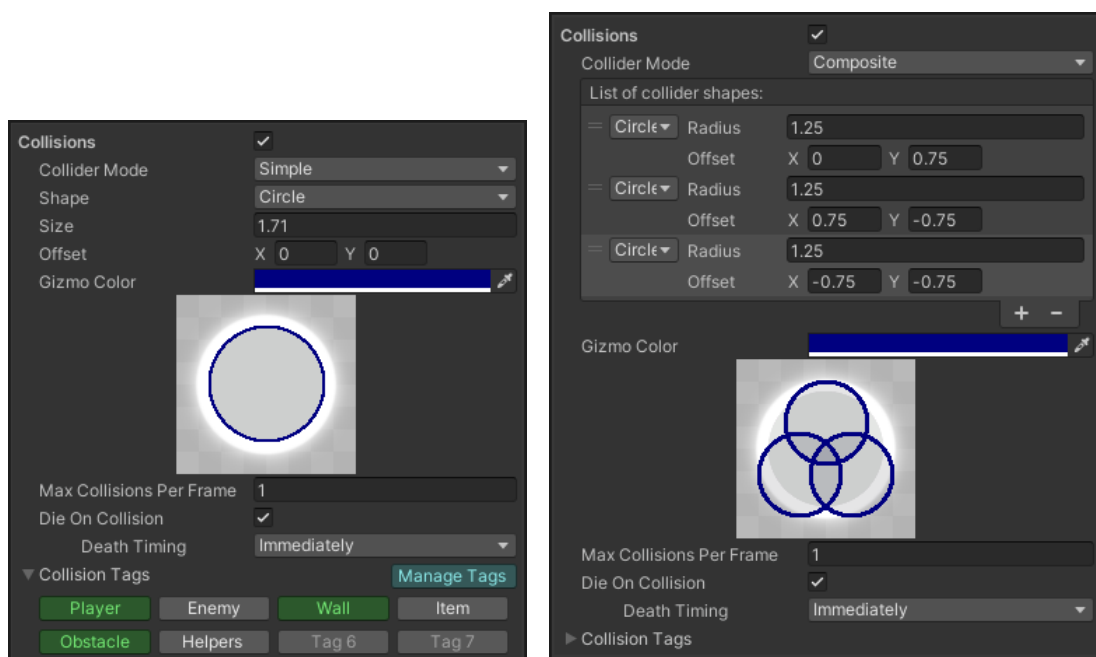 Collisions
Collider Mode Simple
Shape Circle
Size 1.71
Offset X 0 Y 0
Gizmo Color
Max Collisions Per Frame 1
Die On Collision
Death Timing Immediately
Collision Tags Manage Tags
Player Enemy Wall Item
Obstacle Helpers Tag 6 Tag 7
Collisions
Collider Mode Composite
List of collider shapes:
Circle Radius 1.25
Offset X 0 Y 0.75
Circle Radius 1.25
Offset X 0.75 Y -0.75
Circle Radius 1.25
Offset X -0.75 Y -0.75
+ -
Gizmo Color
Max Collisions Per Frame 1
Die On Collision
Death Timing Immediately
Collision Tags